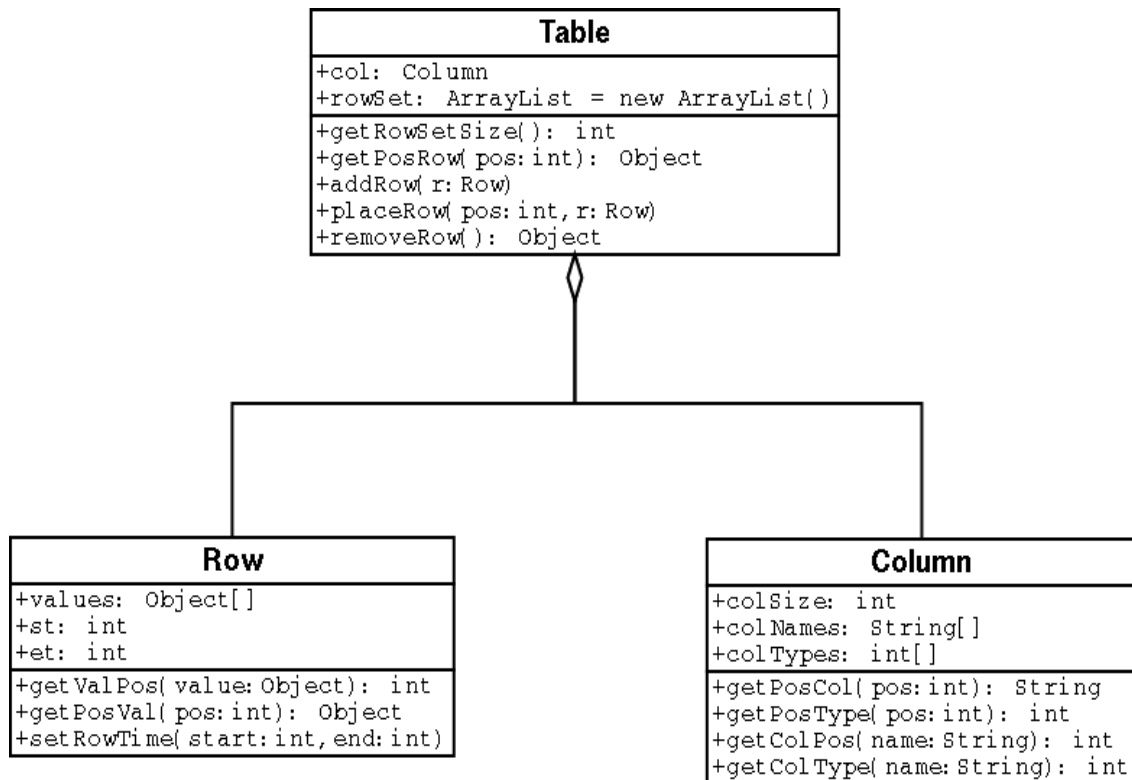 Table
+col: Column
+rowSet: ArrayList = new ArrayList()
+getRowSetSize(): int
+getPosRow(pos:int): Object
+addRow(r:Row)
+placeRow(pos:int,r:Row)
+removeRow(): Object
Row
+values: Object[]
+st: int
+et: int
+getValPos(value:Object): int
+getPosVal(pos:int): Object
+setRowTime(start:int,end:int)
Column
+colSize: int
+colNames: String[]
+colTypes: int[]
+getPosCol(pos:int): String
+getPosType(pos:int): int
+getColPos(name:String): int
+getColType(name:String): int